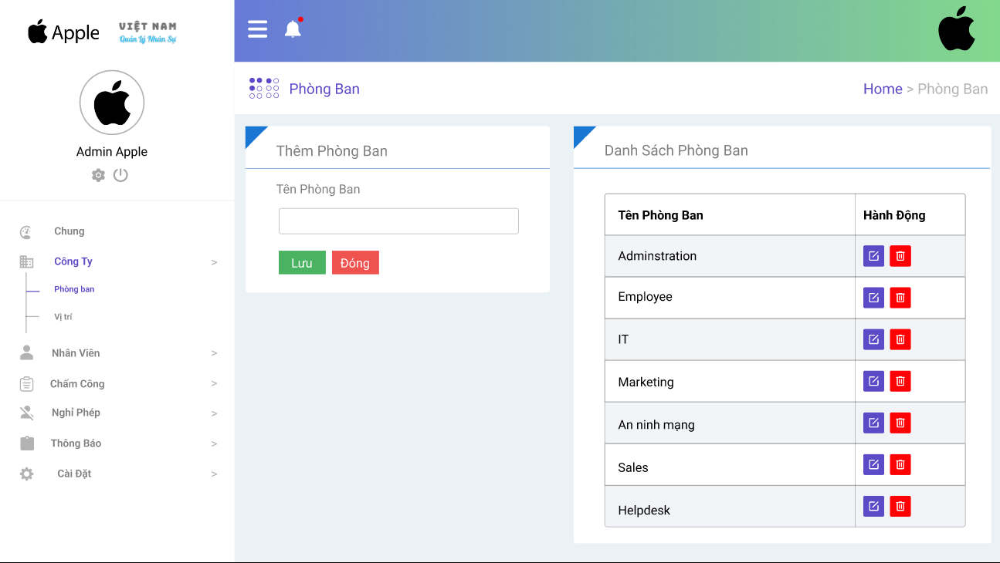 Apple
VIỆT NAM
Quản Lý Nhân Sự
Admin Apple
Chung
Công Ty >
Phòng ban
Vị trí
Nhân Viên >
Chấm Công >
Nghỉ Phép >
Thông Báo >
Cài Đặt >
Phòng Ban
Home > Phòng Ban
Thêm Phòng Ban
Tên Phòng Ban
Lưu Đóng
Danh Sách Phòng Ban
Tên Phòng Ban Hành Động
Adminstration
Employee
IT
Marketing
An ninh mạng
Sales
Helpdesk